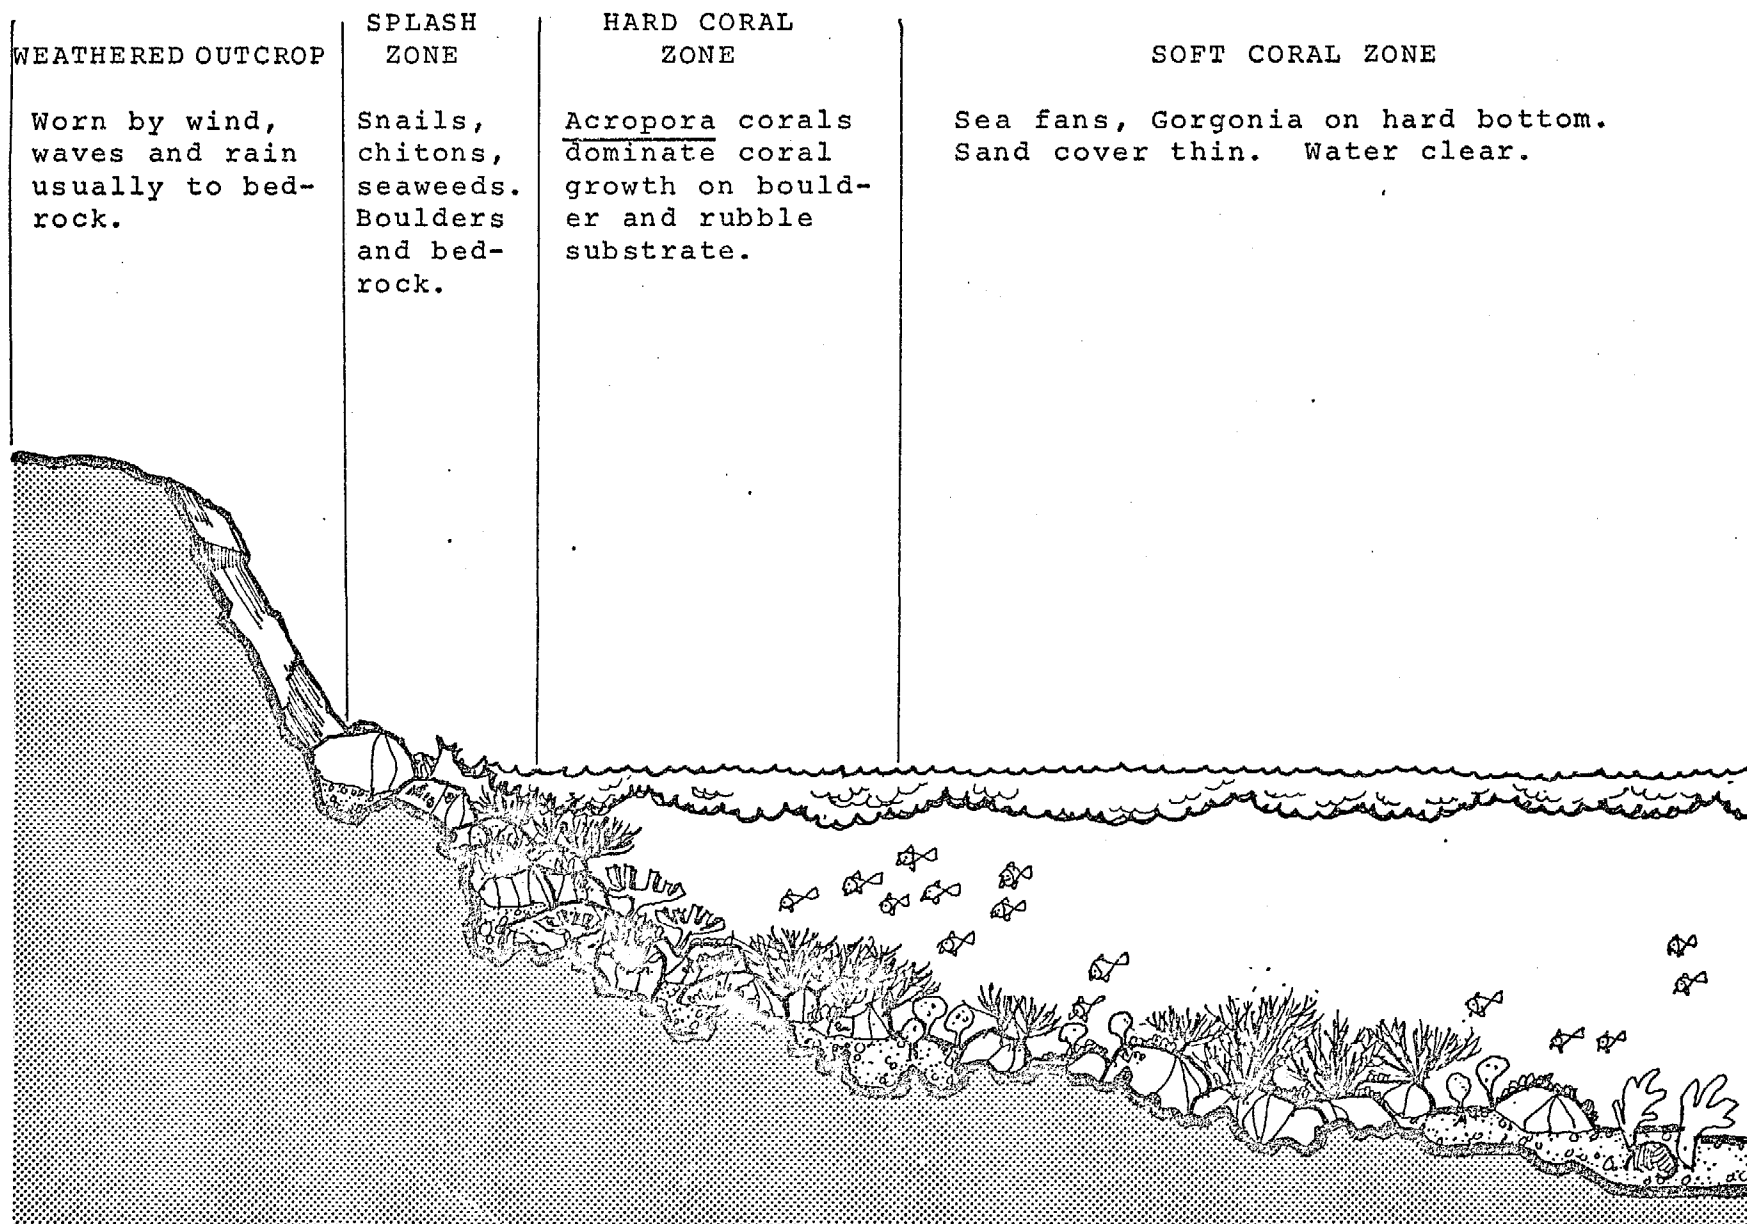 WEATHERED OUTCROP
Worn by wind,
waves and rain
usually to bed-
rock.
SPLASH
ZONE
Snails,
chitons,
seaweeds.
Boulders
and bed-
rock.
HARD CORAL
ZONE
Acropora corals
dominate coral
growth on bould-
er and rubble
substrate.
SOFT CORAL ZONE
Sea fans, Gorgonia on hard bottom.
Sand cover thin. Water clear.